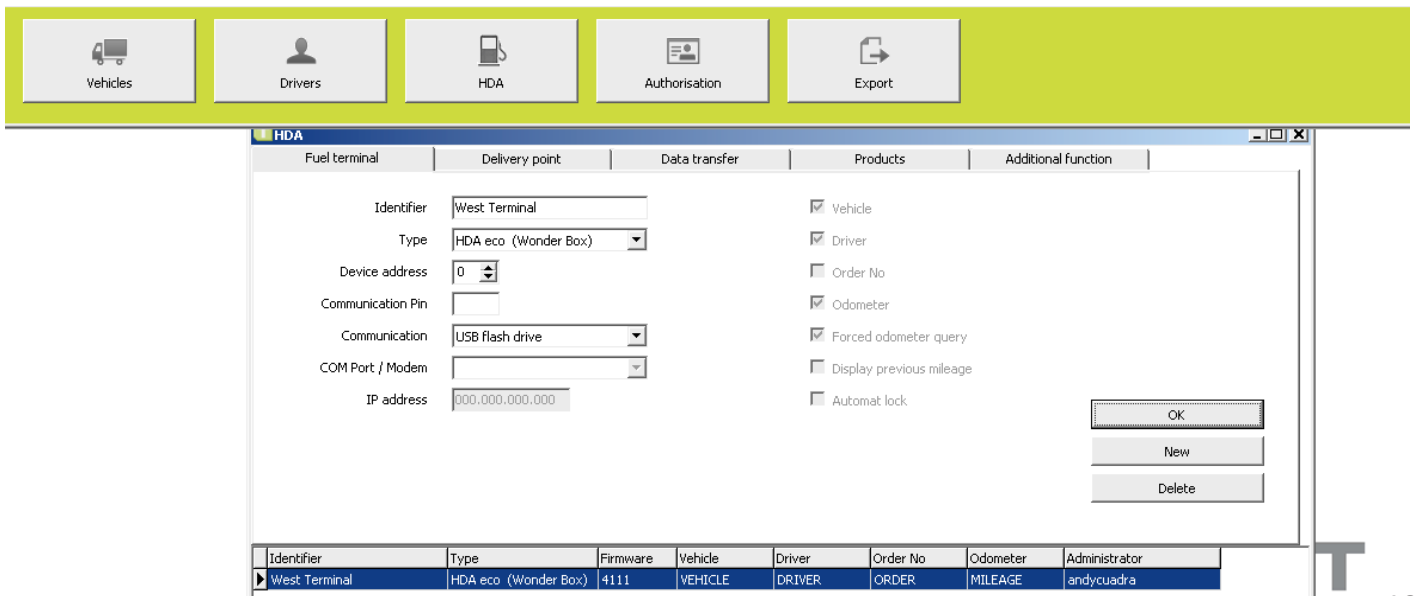 Vehicles Drivers HDA Authorisation Export
HDA
Fuel terminal Delivery point Data transfer Products Additional function
Identifier West Terminal Vehicle
Type HDA eco (Wonder Box) Driver
Device address 0 Order No
Communication Pin Odometer
Communication USB flash drive Forced odometer query
COM Port / Modem Display previous mileage
IP address 000.000.000.000 Automat lock
OK
New
Delete
Identifier Type Firmware Vehicle Driver Order No Odometer Administrator
West Terminal HDA eco (Wonder Box) 4111 VEHICLE DRIVER ORDER MILEAGE andycuadra
T